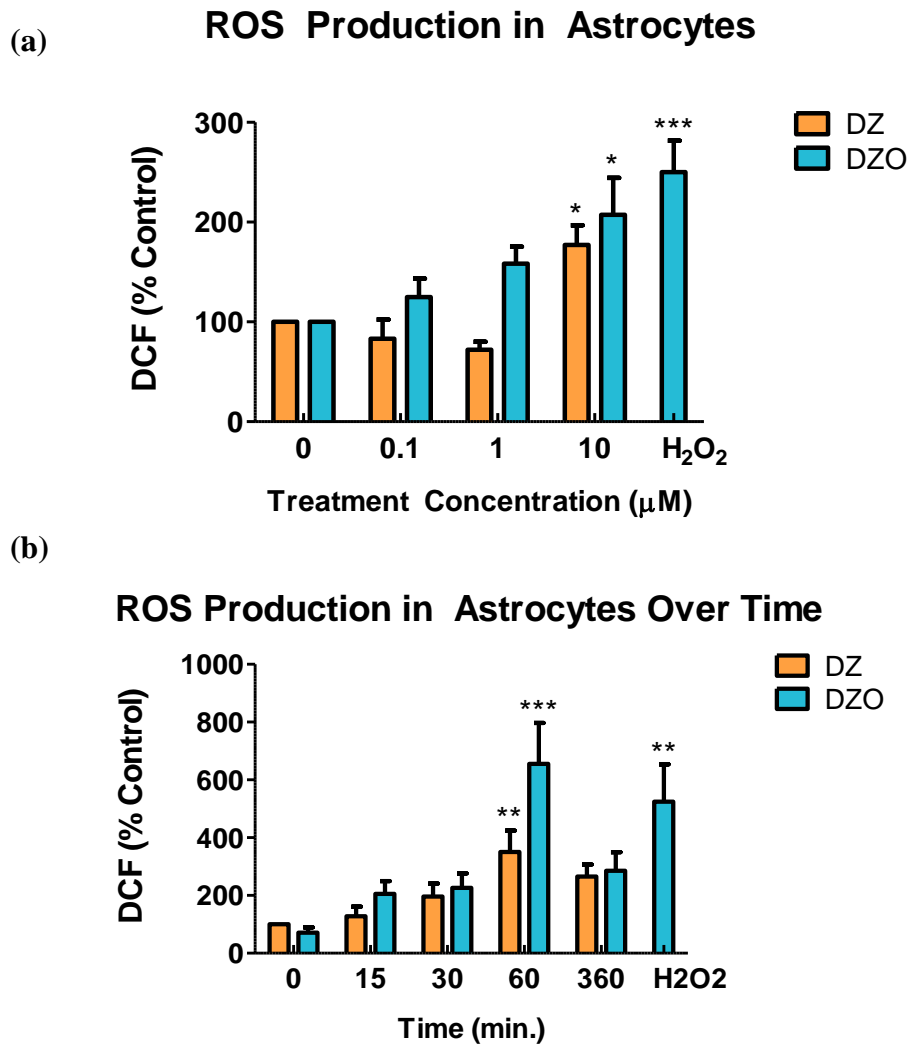 (a)
ROS Production in Astrocytes
DZ
DZO
DCF (% Control)
300
200
100
0
* * ***
0 0.1 1 10 H₂O₂
Treatment Concentration (μM)
(b)
ROS Production in Astrocytes Over Time
DZ
DZO
DCF (% Control)
1000
800
600
400
200
0
** *** **
0 15 30 60 360 H2O2
Time (min.)